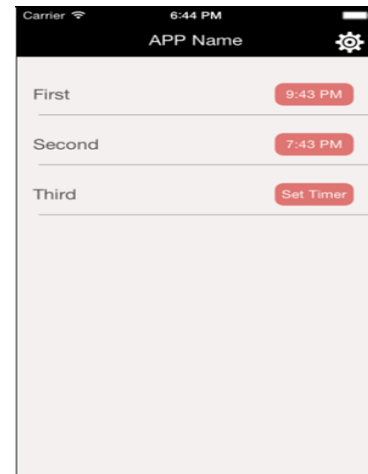 Carrier 6:44 PM
APP Name
First 9:43 PM
Second 7:43 PM
Third Set Timer